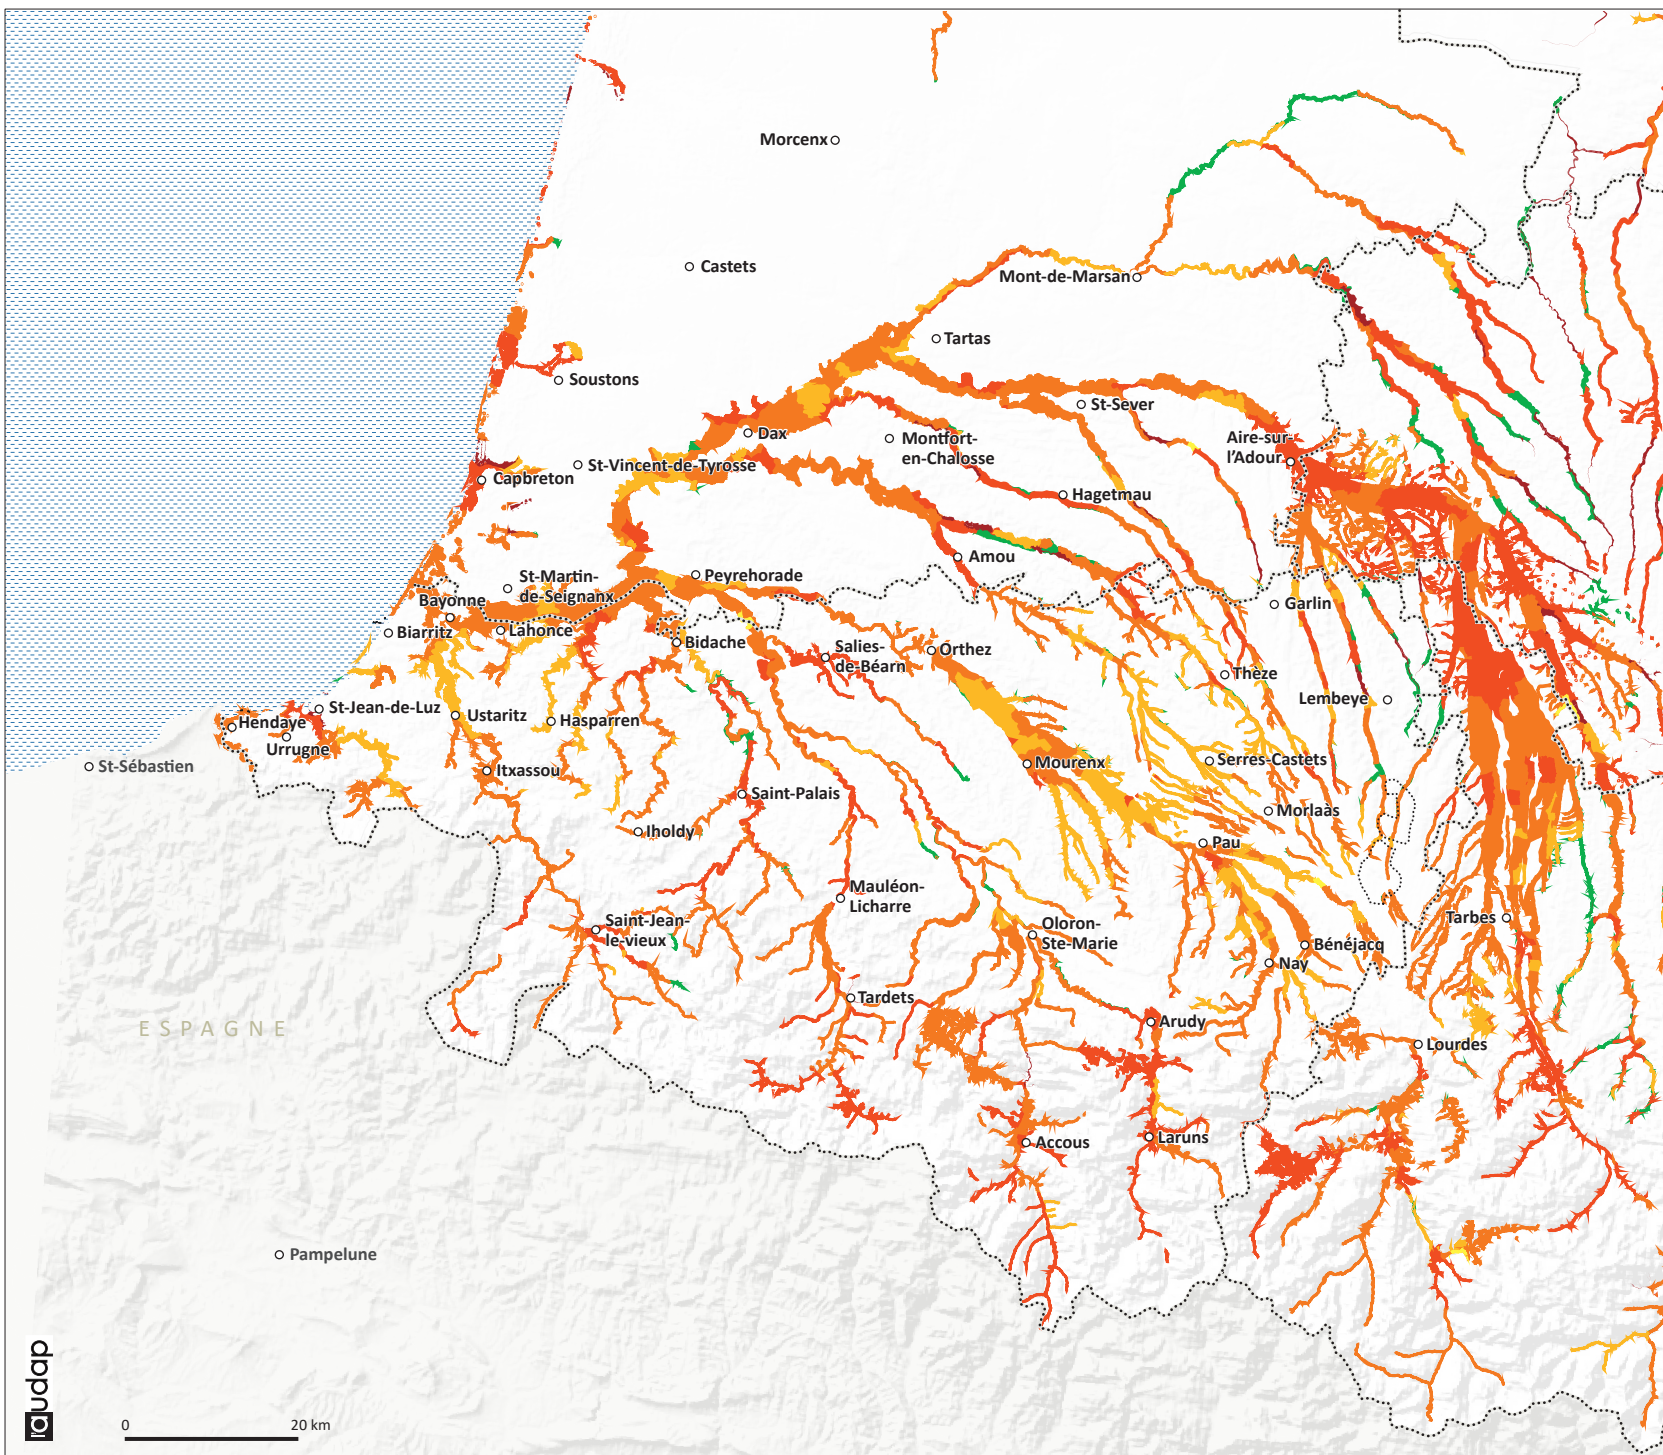 Morcenx
Castets
Mont-de-Marsan
Tartas
Soustons
St-Sever
Dax
Montfort-
en-Chalosse
Aire-sur-
l'Adour
St-Vincent-de-Tyrosse
Capbreton
Hagetmau
Amou
St-Martin-
de-Seignanx
Peyrehorade
Bayonne
Garlin
Biarritz
Lahonce
Bidache
Salies-
de-Béarn
Orthez
Thèze
Lembeye
St-Jean-de-Luz
Ustaritz
Hasparren
Hendaye
Urrugne
St-Sébastien
Itxassou
Mourenx
Serres-Castets
Saint-Palais
Morlaàs
Iholdy
Pau
Mauléon-
Licharre
Tarbes
Saint-Jean-
le-vieux
Oloron-
Ste-Marie
Bénéjacq
Nay
Tardets
ESPAGNE
Arudy
Lourdes
Accous
Laruns
Pampelune
l'audap
0 20 km